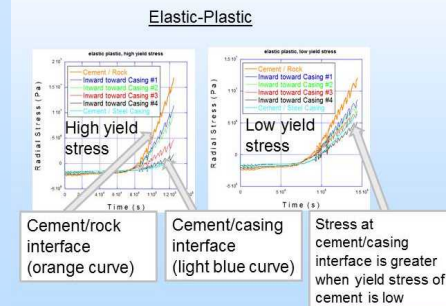 Elastic-Plastic
elastic plastic, high yield stress
Cement / Rock
Inward toward Casing #1
Inward toward Casing #2
Inward toward Casing #3
Inward toward Casing #4
Cement / Steel Casing
Radial Stress (Pa)
High yield
stress
Time (s)
elastic plastic, low yield stress
Cement / Rock
Inward toward Casing #1
Inward toward Casing #2
Inward toward Casing #3
Inward toward Casing #4
Cement / Steel Casing
Radial Stress (Pa)
Low yield
stress
Time (s)
Cement/rock
interface
(orange curve)
Cement/casing
interface
(light blue curve)
Stress at
cement/casing
interface is greater
when yield stress of
cement is low